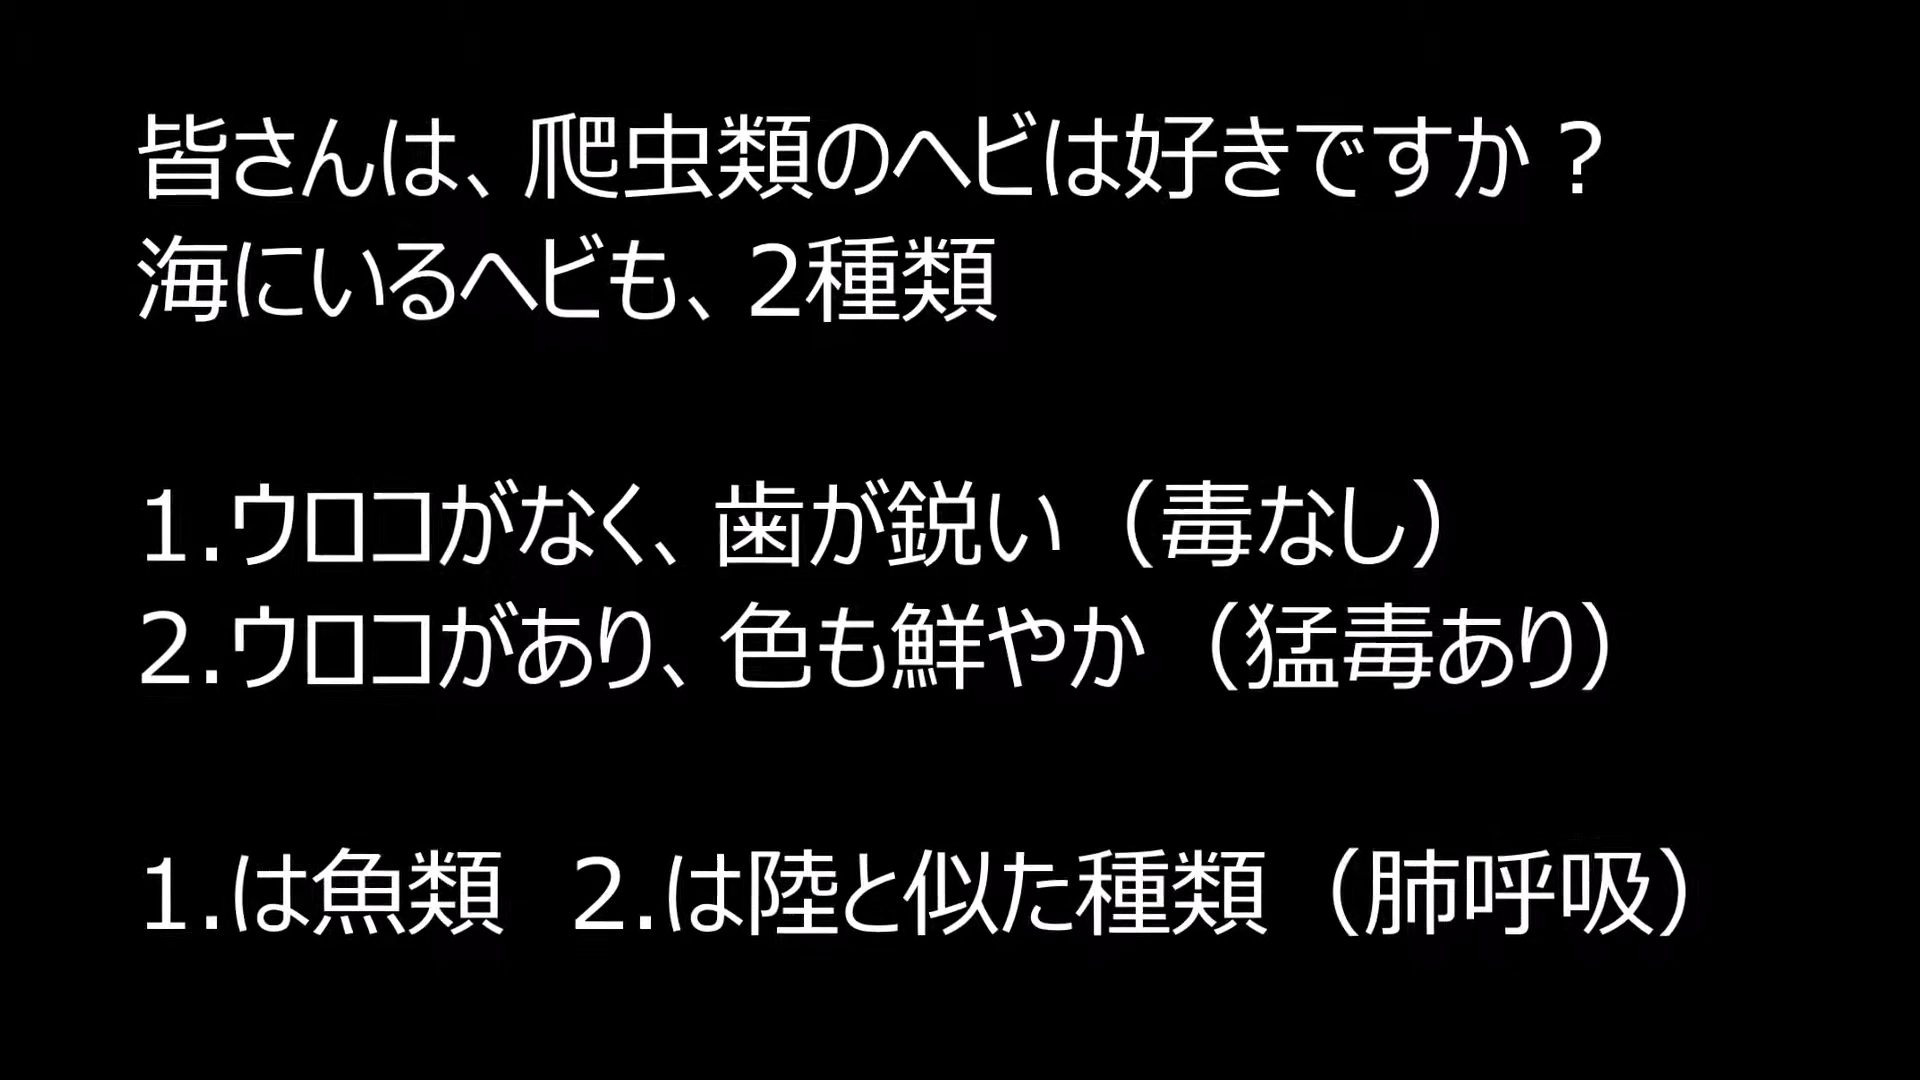 皆さんは、爬虫類のヘビは好きですか？
海にいるヘビも、2種類
1.ウロコがなく、歯が鋭い（毒なし）
2.ウロコがあり、色も鮮やか（猛毒あり）
1.は魚類　2.は陸と似た種類（肺呼吸）